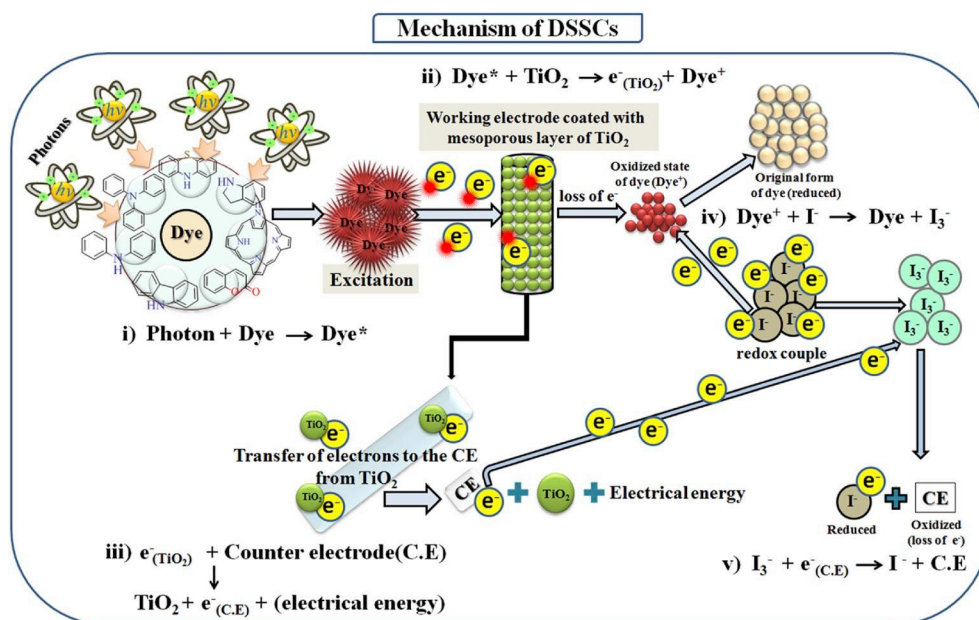 Mechanism of DSSCs
ii) Dye* + TiO₂ → e⁻(TiO₂) + Dye⁺
Photons
hν
hν
hν
hν
S
N
H
HN
N
NH
N
HN
N
N
H
HN
O
O
Dye
Working electrode coated with
mesoporous layer of TiO₂
Dye
Dye
Dye
Dye
Dye
Excitation
e⁻
e⁻
e⁻
e⁻
e⁻
e⁻
loss of e⁻
Oxidized state
of dye (Dye⁺)
Original form
of dye (reduced)
iv) Dye⁺ + I⁻ → Dye + I₃⁻
i) Photon + Dye → Dye*
e⁻
e⁻
e⁻
e⁻
e⁻
e⁻
e⁻
I⁻
I⁻
I⁻
I⁻
I⁻
redox couple
I₃⁻
I₃⁻
I₃⁻
I₃⁻
I₃⁻
e⁻
e⁻
e⁻
e⁻
TiO₂ e⁻
TiO₂ e⁻
Transfer of electrons to the CE
from TiO₂
TiO₂ e⁻
CE
e⁻ + TiO₂ + Electrical energy
I⁻ e⁻ + CE
Reduced
Oxidized
(loss of e⁻)
iii) e⁻(TiO₂) + Counter electrode(C.E)
↓
TiO₂ + e⁻(C.E) + (electrical energy)
v) I₃⁻ + e⁻(C.E) → I⁻ + C.E